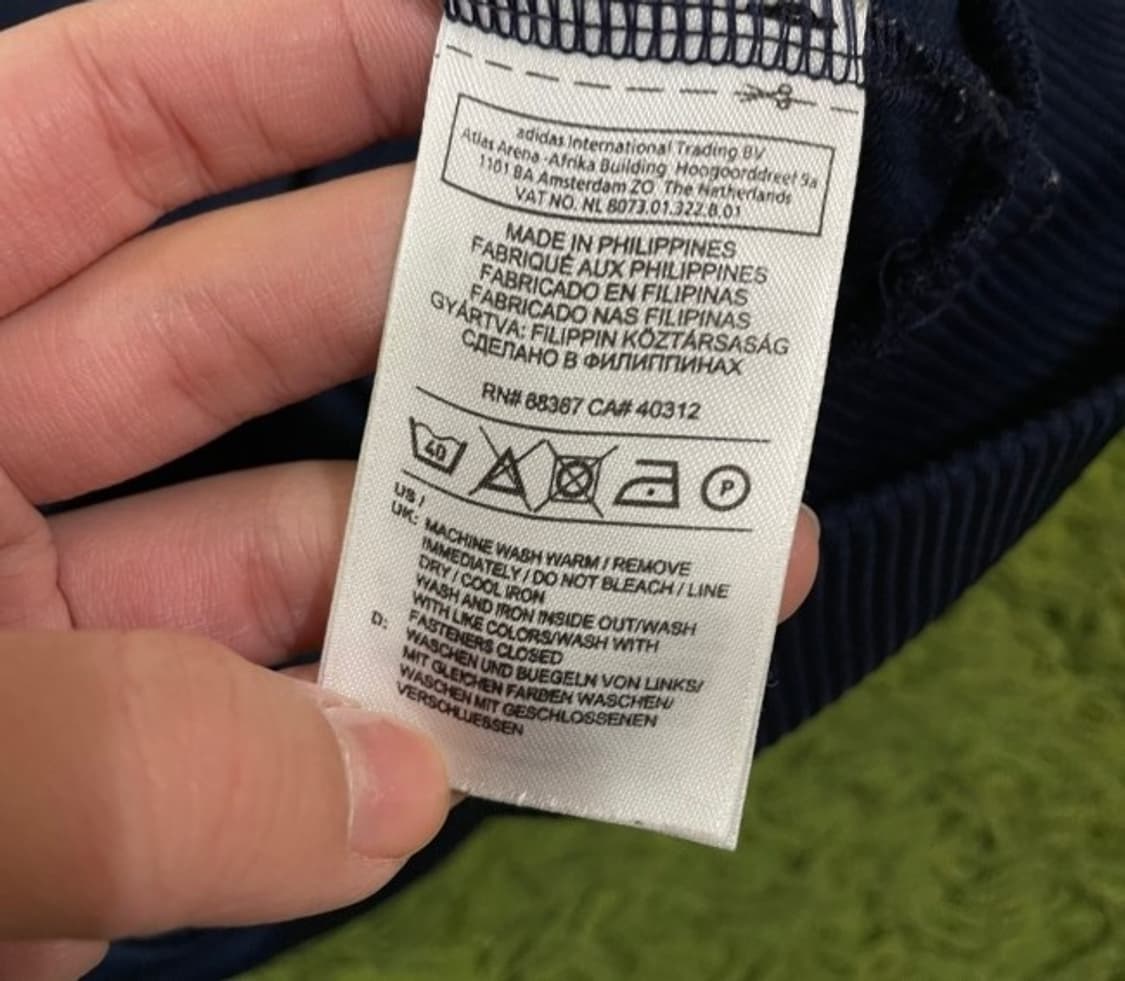 adidas International Trading BV
Atlas Arena -Afrika Building Hoogoorddreef 9a
1101 BA Amsterdam ZO The Netherlands
VAT NO. NL 8073.01.322.B.01
MADE IN PHILIPPINES
FABRIQUÉ AUX PHILIPPINES
FABRICADO EN FILIPINAS
FABRICADO NAS FILIPINAS
GYÁRTVA: FILIPPIN KÖZTÁRSASÁG
СДЕЛАНО В ФИЛИППИНАХ
RN# 88387 CA# 40312
40
P
US /
UK: MACHINE WASH WARM / REMOVE
IMMEDIATELY / DO NOT BLEACH / LINE
DRY / COOL IRON
WASH AND IRON INSIDE OUT/WASH
WITH LIKE COLORS/WASH WITH
FASTENERS CLOSED
D: WASCHEN UND BUEGELN VON LINKS/
MIT GLEICHEN FARBEN WASCHEN/
WASCHEN MIT GESCHLOSSENEN
VERSCHLUESSEN